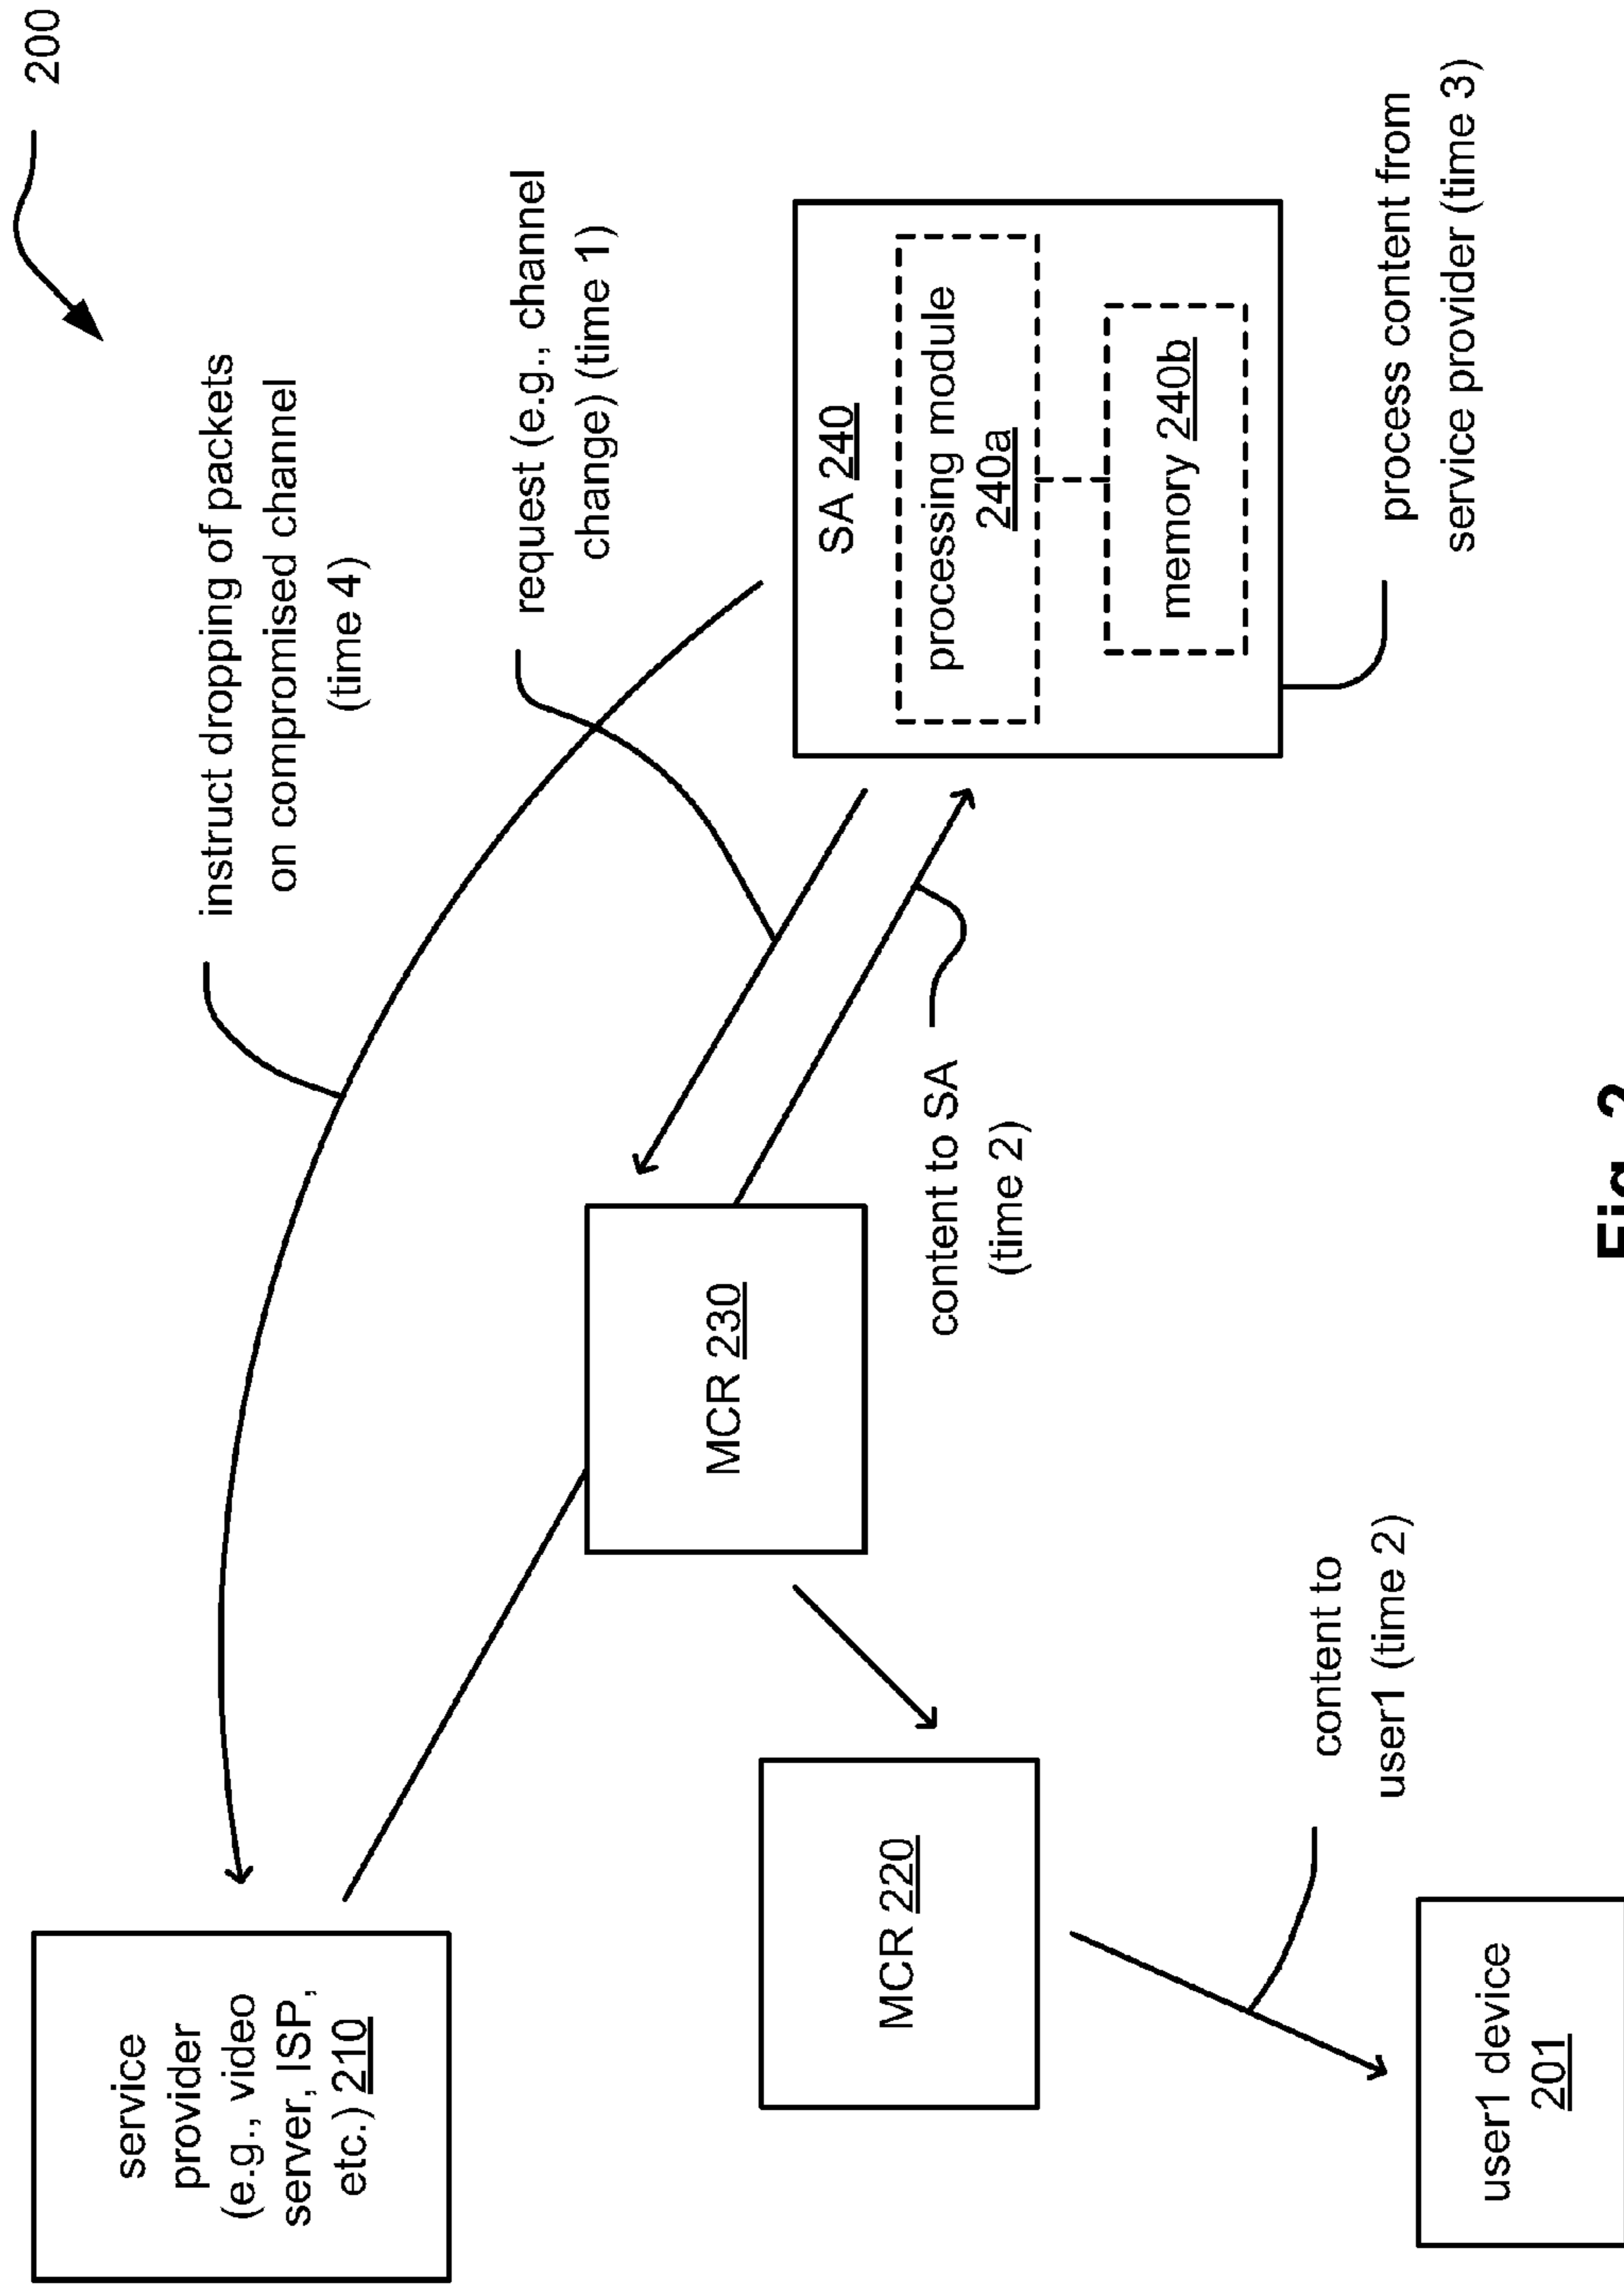 200
instruct dropping of packets
on compromised channel
(time 4)
request (e.g., channel
change) (time 1)
service
provider
(e.g., video
server, ISP,
etc.) 210
MCR 230
SA 240
processing module
240a
memory 240b
MCR 220
content to SA
(time 2)
process content from
service provider (time 3)
content to
user1 (time 2)
user1 device
201
Fig. 2